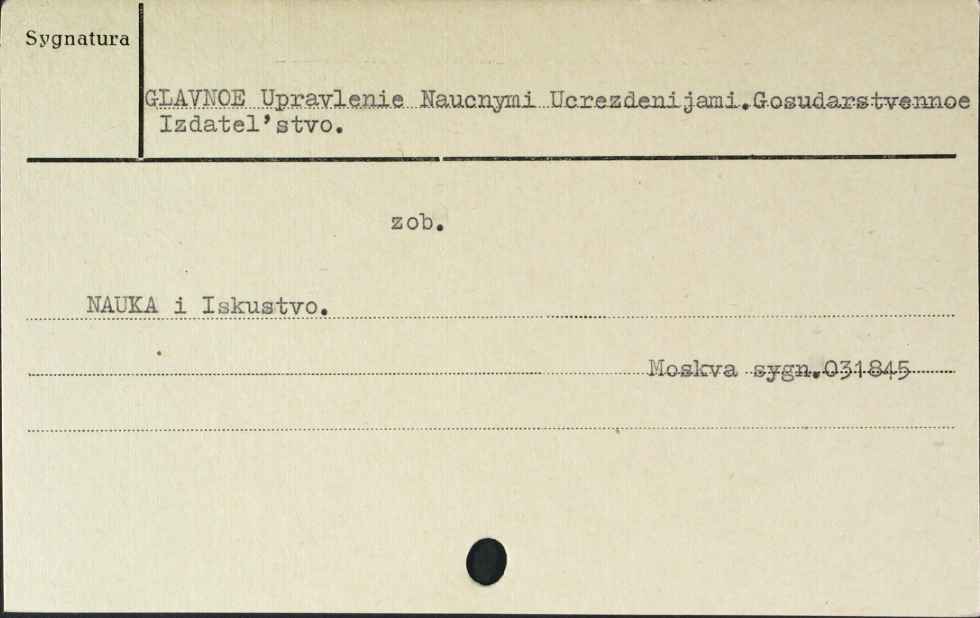 Sygnatura
GLAVNOE Upravlenie Naucnymi Ucrezdenijami.Gosudarstvennoe
Izdatel'stvo.
zob.
NAUKA i Iskustvo.
Moskva sygn.031845